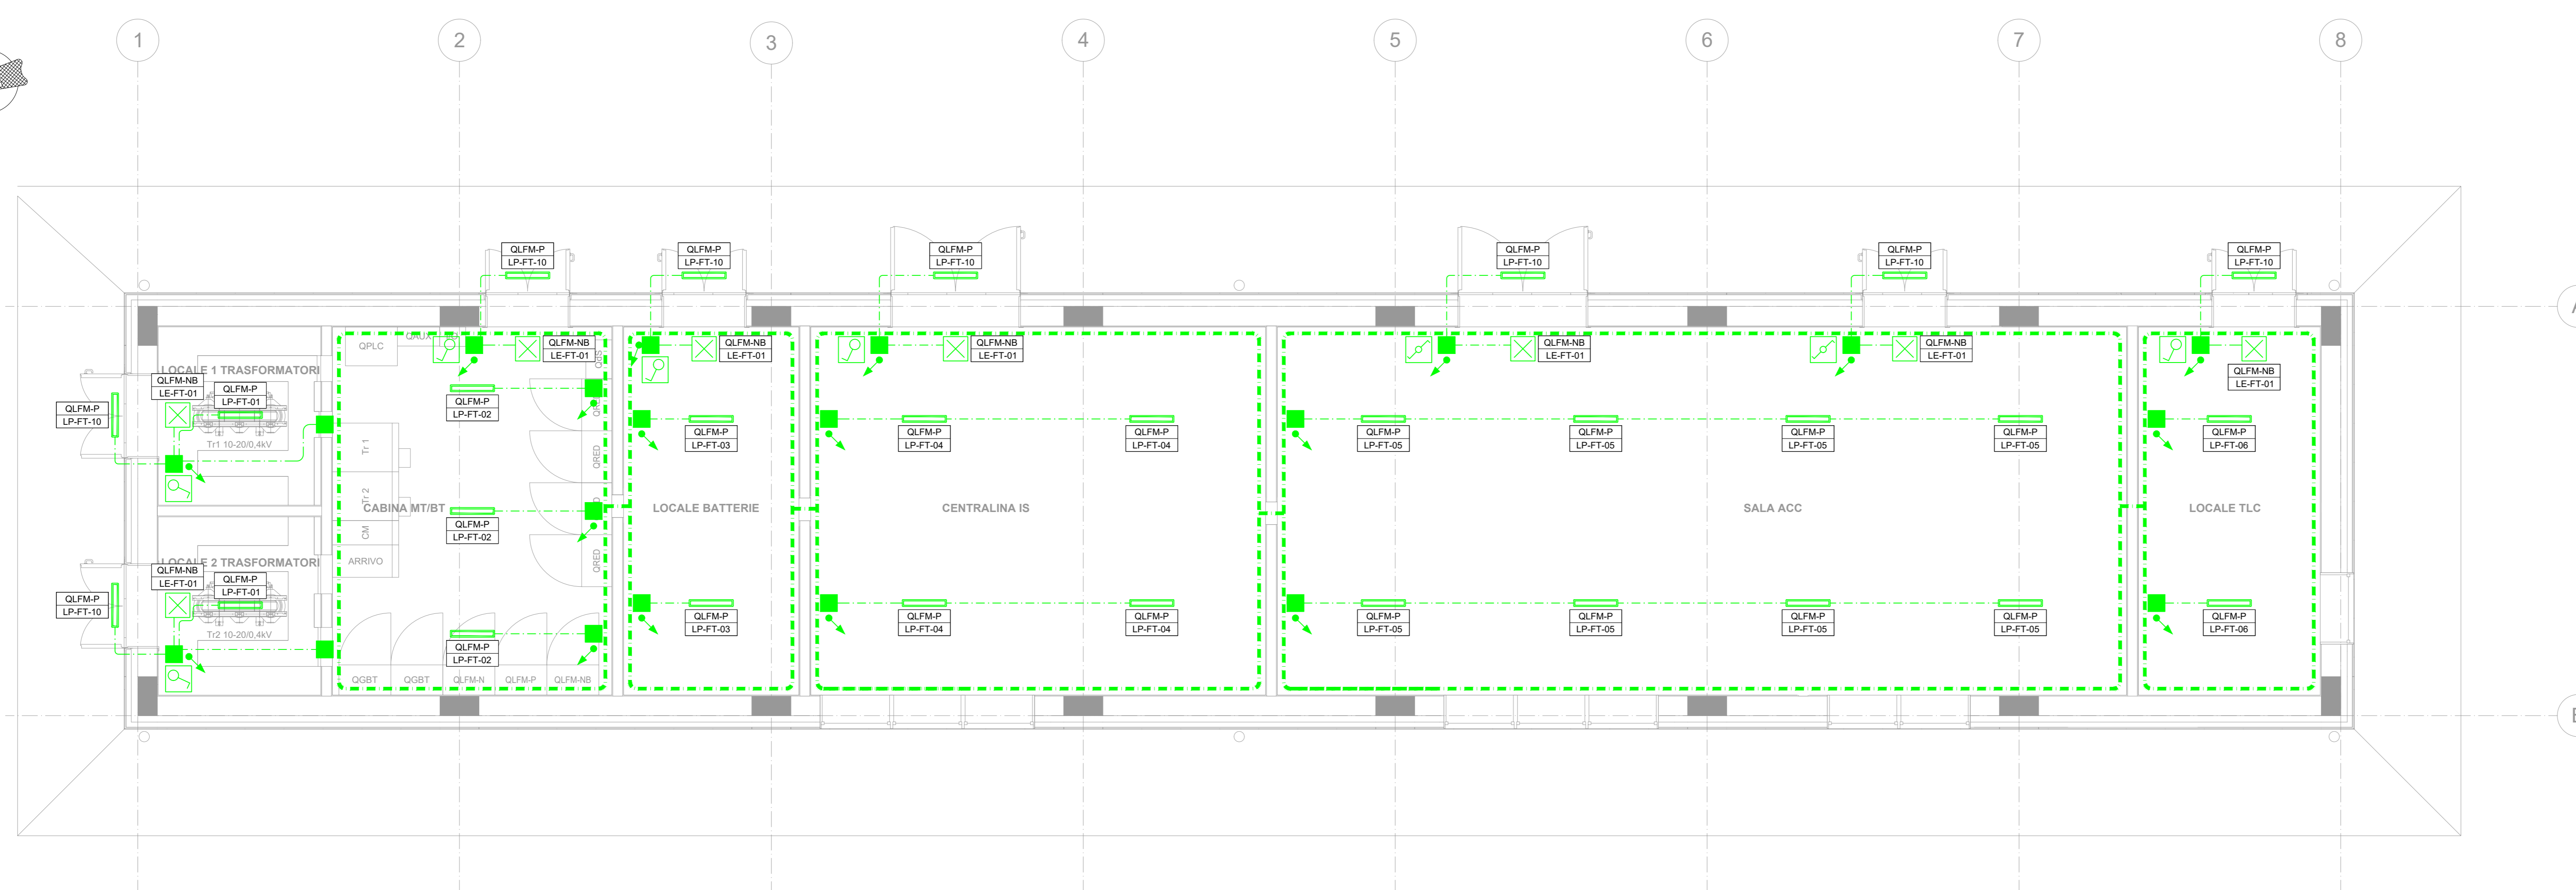 1
2
3
4
5
6
7
8
QLFM-P
LP-FT-10
QLFM-P
LP-FT-10
QLFM-P
LP-FT-10
QLFM-P
LP-FT-10
QLFM-P
LP-FT-10
QLFM-P
LP-FT-10
QPLC
QAUX
QLFM-NB
LE-FT-01
QLFM-NB
LE-FT-01
QLFM-NB
LE-FT-01
QLFM-NB
LE-FT-01
QLFM-NB
LE-FT-01
QLFM-NB
LE-FT-01
LOCALE 1 TRASFORMATORI
QLFM-NB
LE-FT-01
QLFM-P
LP-FT-01
QLFM-P
LP-FT-10
Tr1 10-20/0,4kV
QLFM-P
LP-FT-02
QLFM-P
LP-FT-03
QLFM-P
LP-FT-04
QLFM-P
LP-FT-04
QLFM-P
LP-FT-05
QLFM-P
LP-FT-05
QLFM-P
LP-FT-05
QLFM-P
LP-FT-05
QLFM-P
LP-FT-06
Tr 1
QRED
Tr 2
CABINA MT/BT
LOCALE BATTERIE
CENTRALINA IS
SALA ACC
LOCALE TLC
QLFM-P
LP-FT-02
CM
ARRIVO
QRED
LOCALE 2 TRASFORMATORI
QLFM-NB
LE-FT-01
QLFM-P
LP-FT-01
QLFM-P
LP-FT-10
Tr2 10-20/0,4kV
QLFM-P
LP-FT-02
QLFM-P
LP-FT-03
QLFM-P
LP-FT-04
QLFM-P
LP-FT-04
QLFM-P
LP-FT-05
QLFM-P
LP-FT-05
QLFM-P
LP-FT-05
QLFM-P
LP-FT-05
QLFM-P
LP-FT-06
QGBT
QGBT
QLFM-N
QLFM-P
QLFM-NB